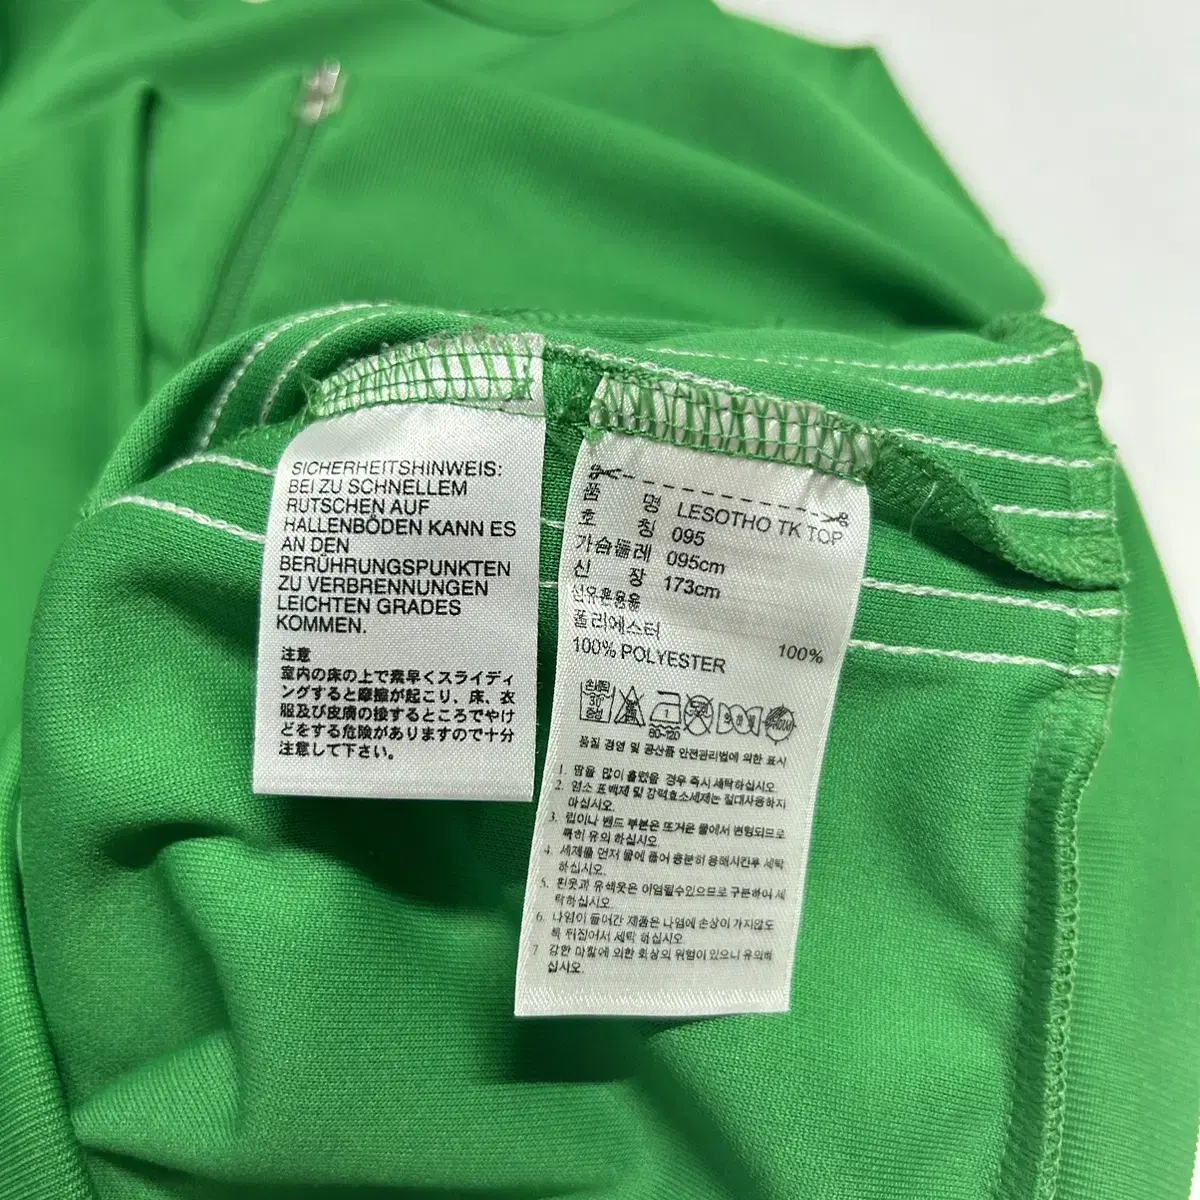 SICHERHEITSHINWEIS:
BEI ZU SCHNELLEM
RUTSCHEN AUF
HALLENBÖDEN KANN ES
AN DEN
BERÜHRUNGSPUNKTEN
ZU VERBRENNUNGEN
LEICHTEN GRADES
KOMMEN.
注意
室内の床の上で素早くスライディ
ングすると摩擦が起こり、床、衣
服及び皮膚の接するところでやけ
どをする危険がありますので十分
注意して下さい。
품 명 LESOTHO TK TOP
호 칭 095
가슴둘레 095cm
신 장 173cm
섬유혼용율
폴리에스터 100%
100% POLYESTER
손세탁
30
중성
80-120
품질 경영 및 공산품 안전관리법에 의한 표시
1. 땀을 많이 흘렸을 경우 즉시 세탁하십시오.
2. 염소 표백제 및 강력효소세제는 절대사용하지
마십시오.
3. 립이나 밴드 부분은 뜨거운 물에서 변형되므로
특히 유의 하십시오.
4. 세제를 먼저 물에 풀어 충분히 용해시킨후 세탁
하십시오.
5. 흰옷과 유색옷은 이염될수있으므로 구분하여 세
탁하십시오.
6. 나염이 들어간 제품은 나염에 손상이 가지않도
록 뒤집어서 세탁 하십시오.
7 강한 마찰에 의한 화상의 위험이 있으니 유의하
십시오.